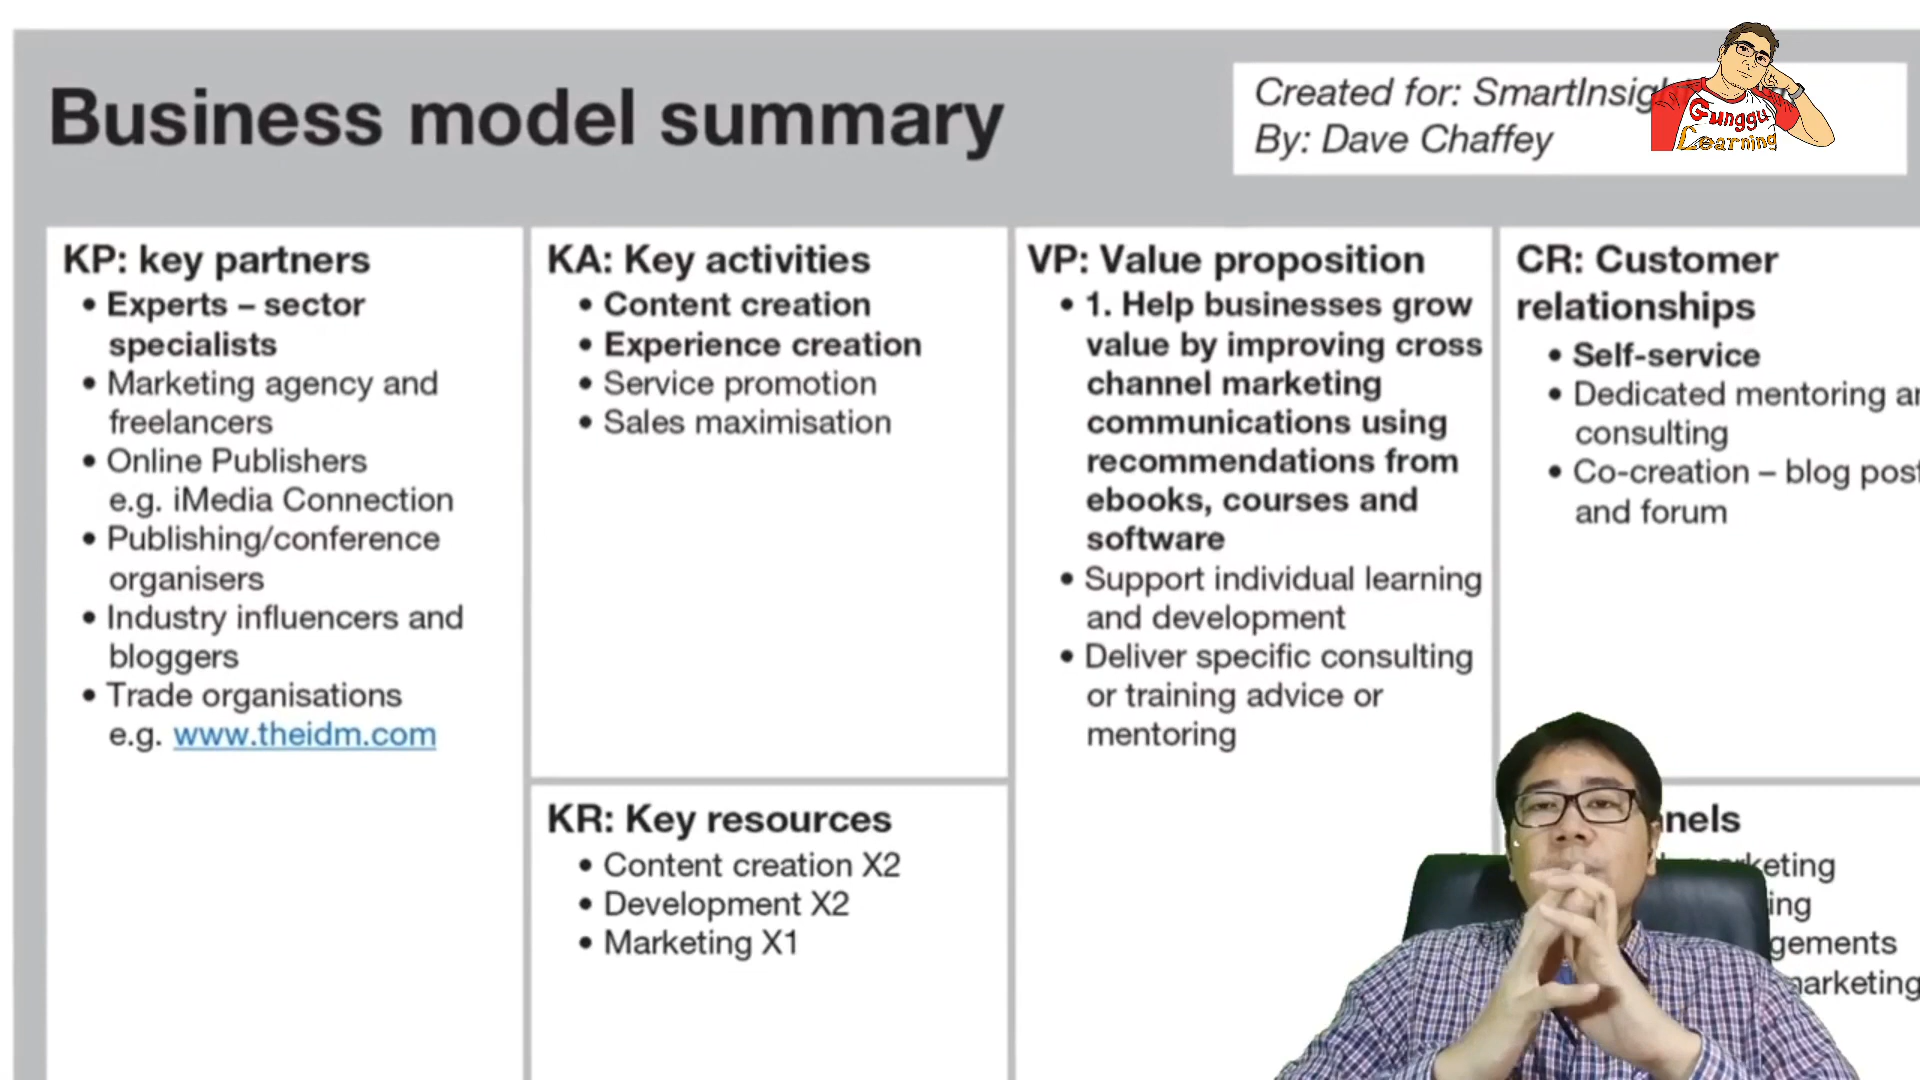 Business model summary
Created for:
By: Dave Chaffey
Gunggu
Learning
KP: key partners
• Experts – sector
specialists
• Marketing agency and
freelancers
• Online Publishers
e.g. iMedia Connection
• Publishing/conference
organisers
• Industry influencers and
bloggers
• Trade organisations
e.g. www.theidm.com
KA: Key activities
• Content creation
• Experience creation
• Service promotion
• Sales maximisation
KR: Key resources
• Content creation X2
• Development X2
• Marketing X1
VP: Value proposition
• 1. Help businesses grow
value by improving cross
channel marketing
communications using
recommendations from
ebooks, courses and
software
• Support individual learning
and development
• Deliver specific consulting
or training advice or
mentoring
CR: Customer
relationships
• Self-service
• Dedicated mentoring
consulting
• Co-creation – blog
and forum